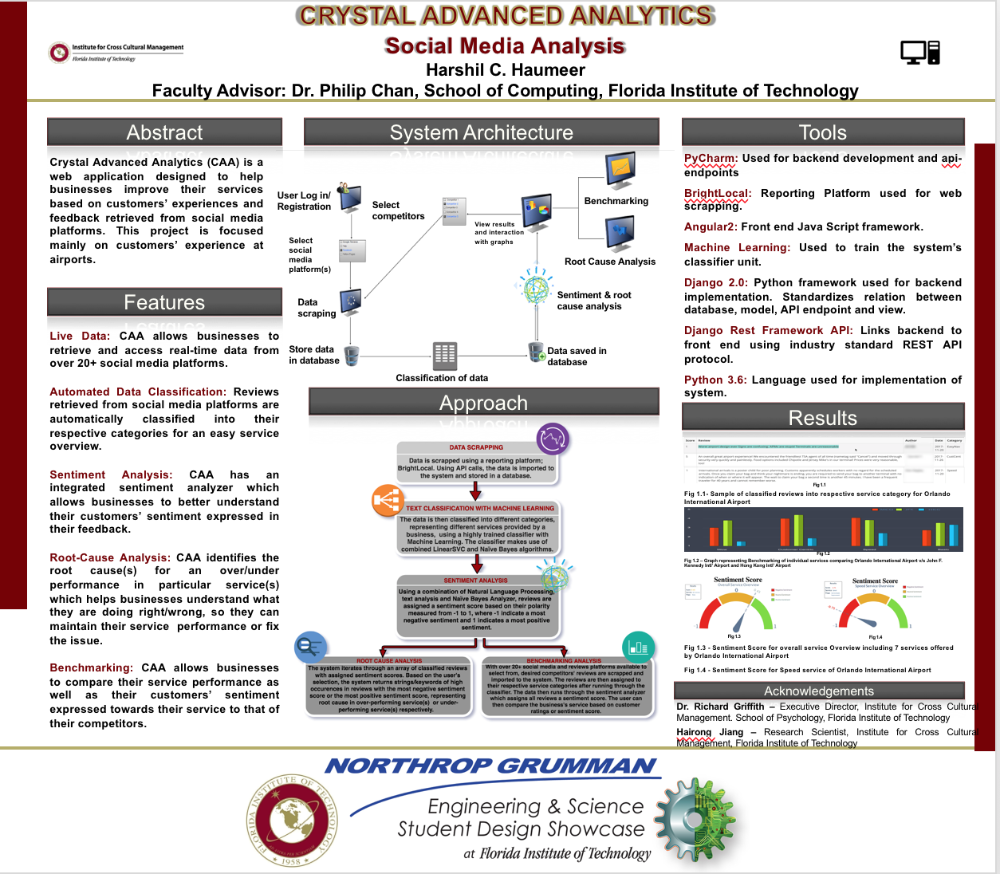 CRYSTAL ADVANCED ANALYTICS
Social Media Analysis
Harshil C. Haumeer
Faculty Advisor: Dr. Philip Chan, School of Computing, Florida Institute of Technology
Institute for Cross Cultural Management
Florida Institute of Technology
Abstract
Crystal Advanced Analytics (CAA) is a
web application designed to help
businesses improve their services
based on customers' experiences and
feedback retrieved from social media
platforms. This project is focused
mainly on customers' experience at
airports.
Features
Live Data: CAA allows businesses to
retrieve and access real-time data from
over 20+ social media platforms.
Automated Data Classification: Reviews
retrieved from social media platforms are
automatically classified into their
respective categories for an easy service
overview.
Sentiment Analysis: CAA has an
integrated sentiment analyzer which
allows businesses to better understand
their customers' sentiment expressed in
their feedback.
Root-Cause Analysis: CAA identifies the
root cause(s) for an over/under
performance in particular service(s)
which helps businesses understand what
they are doing right/wrong, so they can
maintain their service performance or fix
the issue.
Benchmarking: CAA allows businesses
to compare their service performance as
well as their customers' sentiment
expressed towards their service to that of
their competitors.
System Architecture
User Log in/
Registration
Select
competitors
Select
social
media
platform(s)
Data
scraping
Store data
in database
Classification of data
Data saved in
database
Sentiment & root
cause analysis
View results
and interaction
with graphs
Benchmarking
Root Cause Analysis
Approach
DATA SCRAPPING
Data is scrapped using a reporting platform;
BrightLocal. Using API calls, the data is imported to
the system and stored in a database.
TEXT CLASSIFICATION WITH MACHINE LEARNING
The data is then classified into different categories,
representing different services provided by a
business, using a highly trained classifier with
Machine Learning. The classifier makes use of
combined LinearSVC and Naïve Bayes algorithms.
SENTIMENT ANALYSIS
Using a combination of Natural Language Processing,
text analysis and Naïve Bayes Analyzer, reviews are
assigned a sentiment score based on their polarity
measured from -1 to 1, where -1 indicate a most
negative sentiment and 1 indicates a most positive
sentiment.
ROOT CAUSE ANALYSIS
The system iterates through an array of classified reviews
with assigned sentiment scores. Based on the user's
selection, the system returns strings/keywords of high
occurences in reviews with the most negative sentiment
score or the most positive sentiment score, representing
root cause in over-performing service(s) or under-
performing service(s) respectively.
BENCHMARKING ANALYSIS
With over 20+ social media and reviews platforms available to
select from, desired competitors' reviews are scrapped and
imported to the system. The reviews are then assigned to
their respective service categories after running through the
classifier. The data then runs through the sentiment analyzer
which assigns all reviews a sentiment score. The user can
then compare the business's service based on customer
ratings or sentiment score.
Tools
PyCharm: Used for backend development and api-
endpoints
BrightLocal: Reporting Platform used for web
scrapping.
Angular2: Front end Java Script framework.
Machine Learning: Used to train the system's
classifier unit.
Django 2.0: Python framework used for backend
implementation. Standardizes relation between
database, model, API endpoint and view.
Django Rest Framework API: Links backend to
front end using industry standard REST API
protocol.
Python 3.6: Language used for implementation of
system.
Results
Score Review Author Date Category
Fig 1.1
Fig 1.1- Sample of classified reviews into respective service category for Orlando
International Airport
Fig 1.2
Fig 1.2 – Graph representing Benchmarking of individual services comparing Orlando International Airport v/s John F.
Kennedy Intl' Airport and Hong Kong Intl' Airport
Sentiment Score
Overall Service Overview
0
-1
1
Fig 1.3
Sentiment Score
Speed Service Overview
0
-1
1
Fig 1.4
Fig 1.3 - Sentiment Score for overall service Overview including 7 services offered
by Orlando International Airport
Fig 1.4 - Sentiment Score for Speed service of Orlando International Airport
Acknowledgements
Dr. Richard Griffith – Executive Director, Institute for Cross Cultural
Management. School of Psychology, Florida Institute of Technology
Hairong Jiang – Research Scientist, Institute for Cross Cultural
Management, Florida Institute of Technology
NORTHROP GRUMMAN
Engineering & Science
Student Design Showcase
at Florida Institute of Technology
FLORIDA INSTITUTE OF TECHNOLOGY
1958